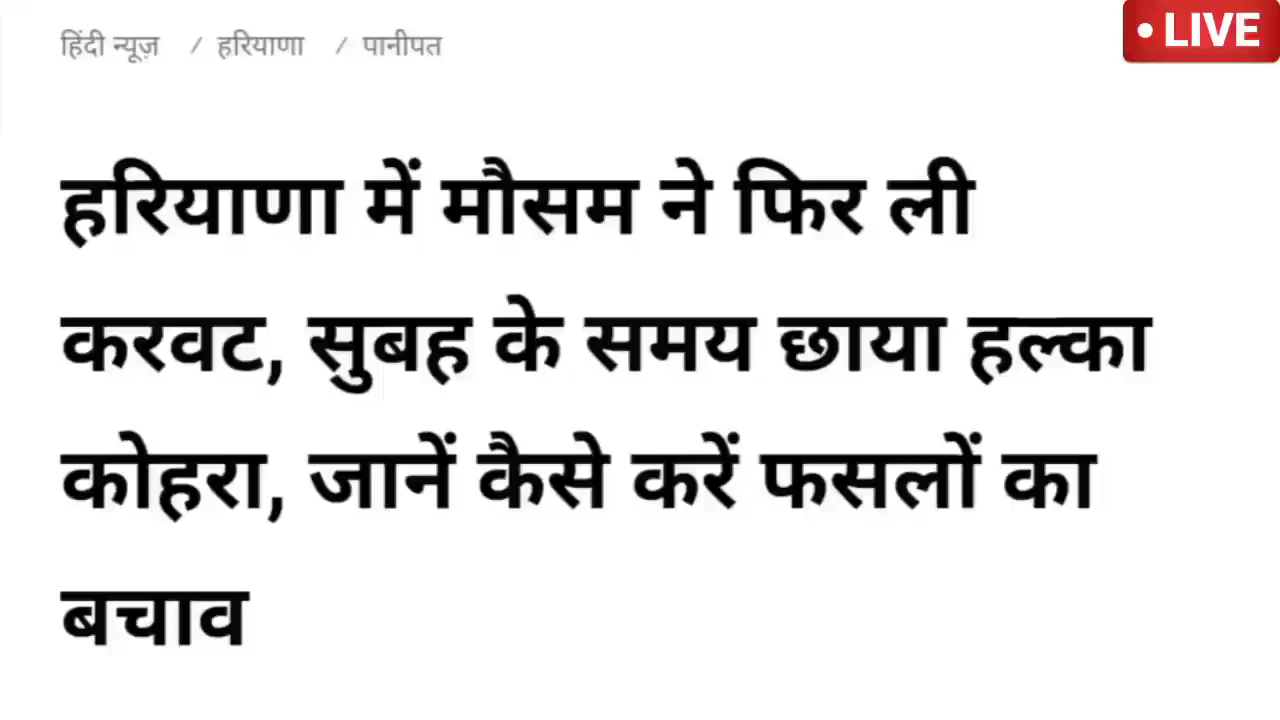 हिंदी न्यूज़ / हरियाणा / पानीपत
• LIVE
हरियाणा में मौसम ने फिर ली
करवट, सुबह के समय छाया हल्का
कोहरा, जानें कैसे करें फसलों का
बचाव